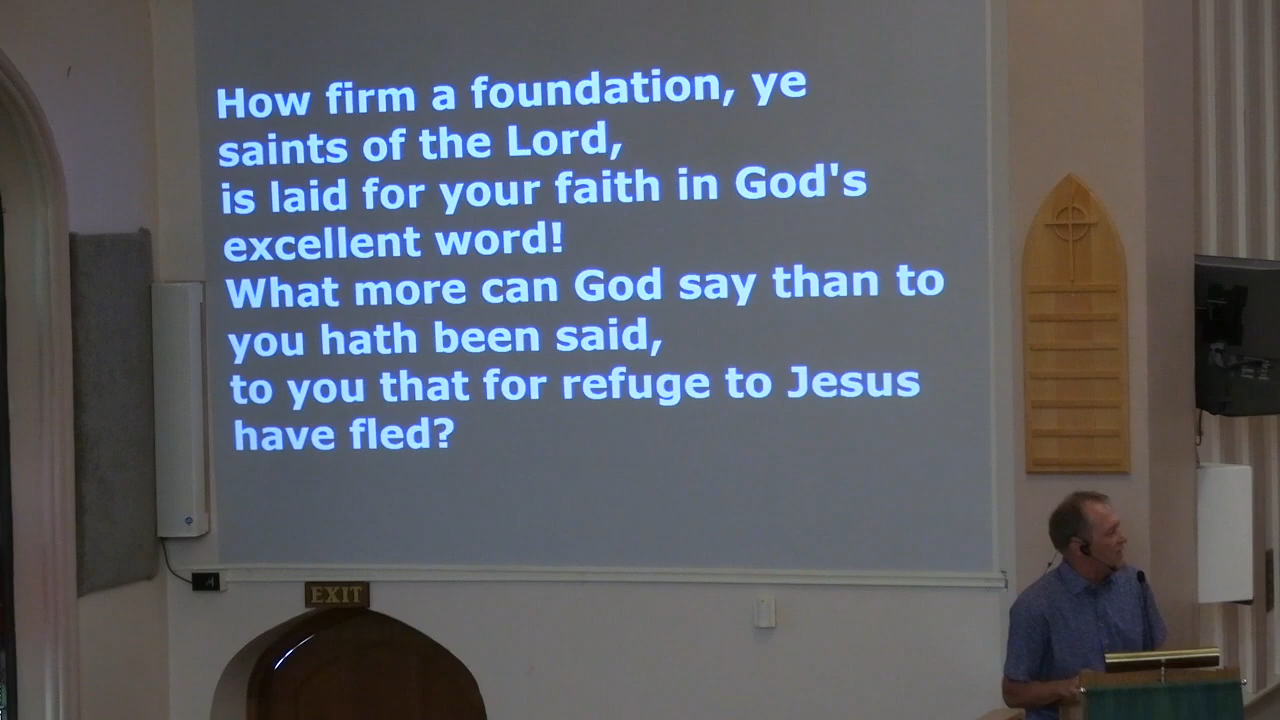 How firm a foundation, ye
saints of the Lord,
is laid for your faith in God's
excellent word!
What more can God say than to
you hath been said,
to you that for refuge to Jesus
have fled?
EXIT